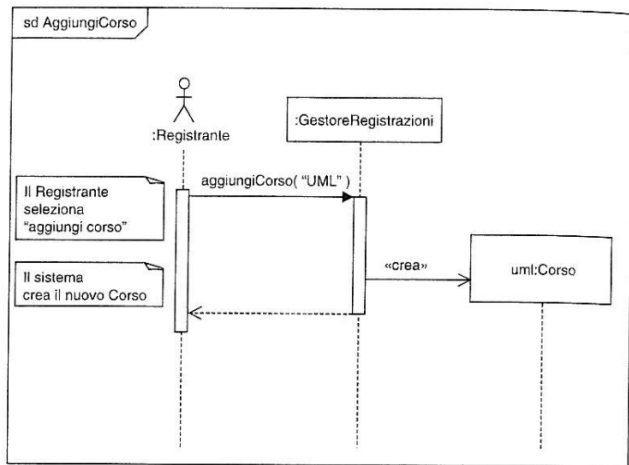 sd AggiungiCorso
:Registrante
:GestoreRegistrazioni
Il Registrante
seleziona
“aggiungi corso”
aggiungiCorso( “UML” )
Il sistema
crea il nuovo Corso
«crea»
uml:Corso